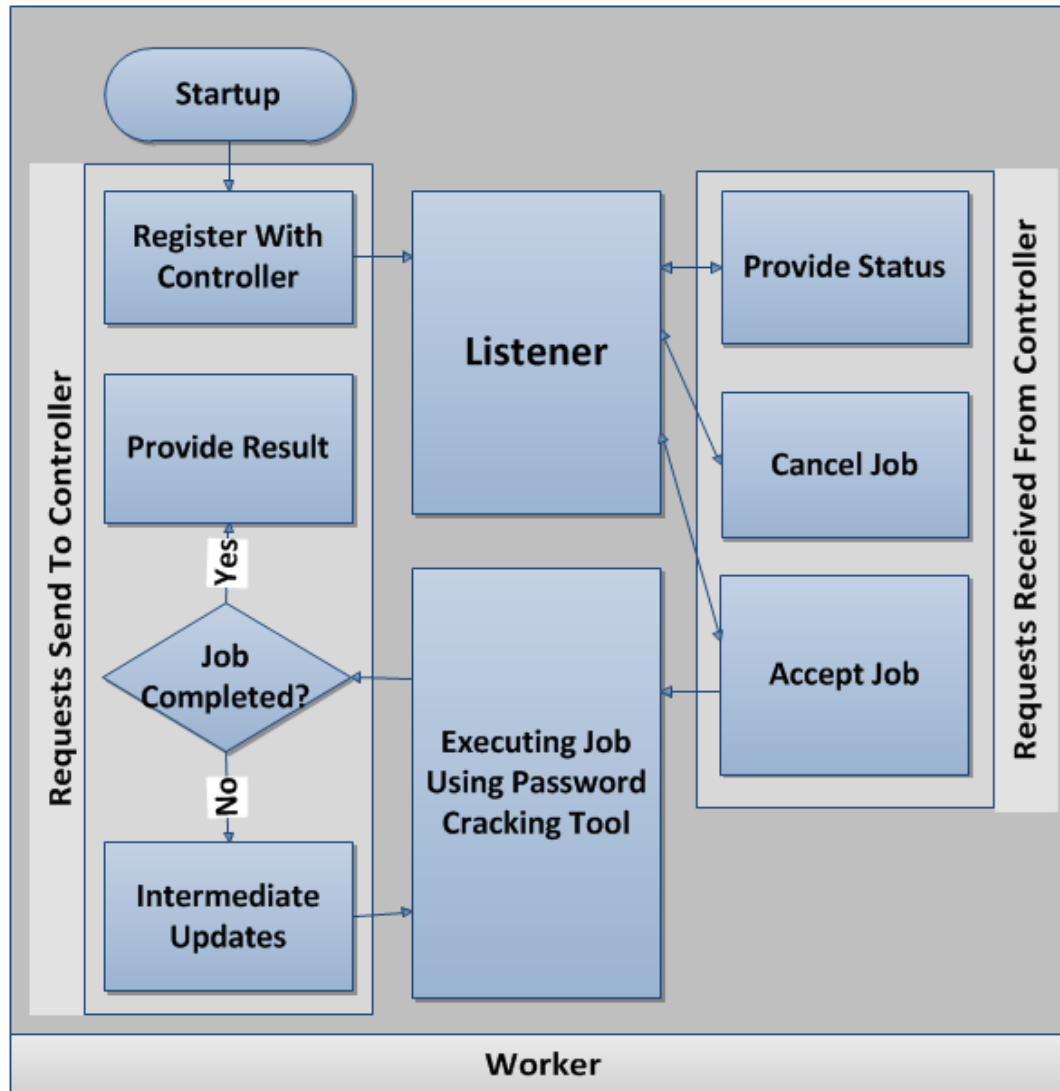 Startup
Requests Send To Controller
Register With
Controller
Provide Result
Yes
Job
Completed?
No
Intermediate
Updates
Listener
Executing Job
Using Password
Cracking Tool
Provide Status
Cancel Job
Accept Job
Requests Received From Controller
Worker